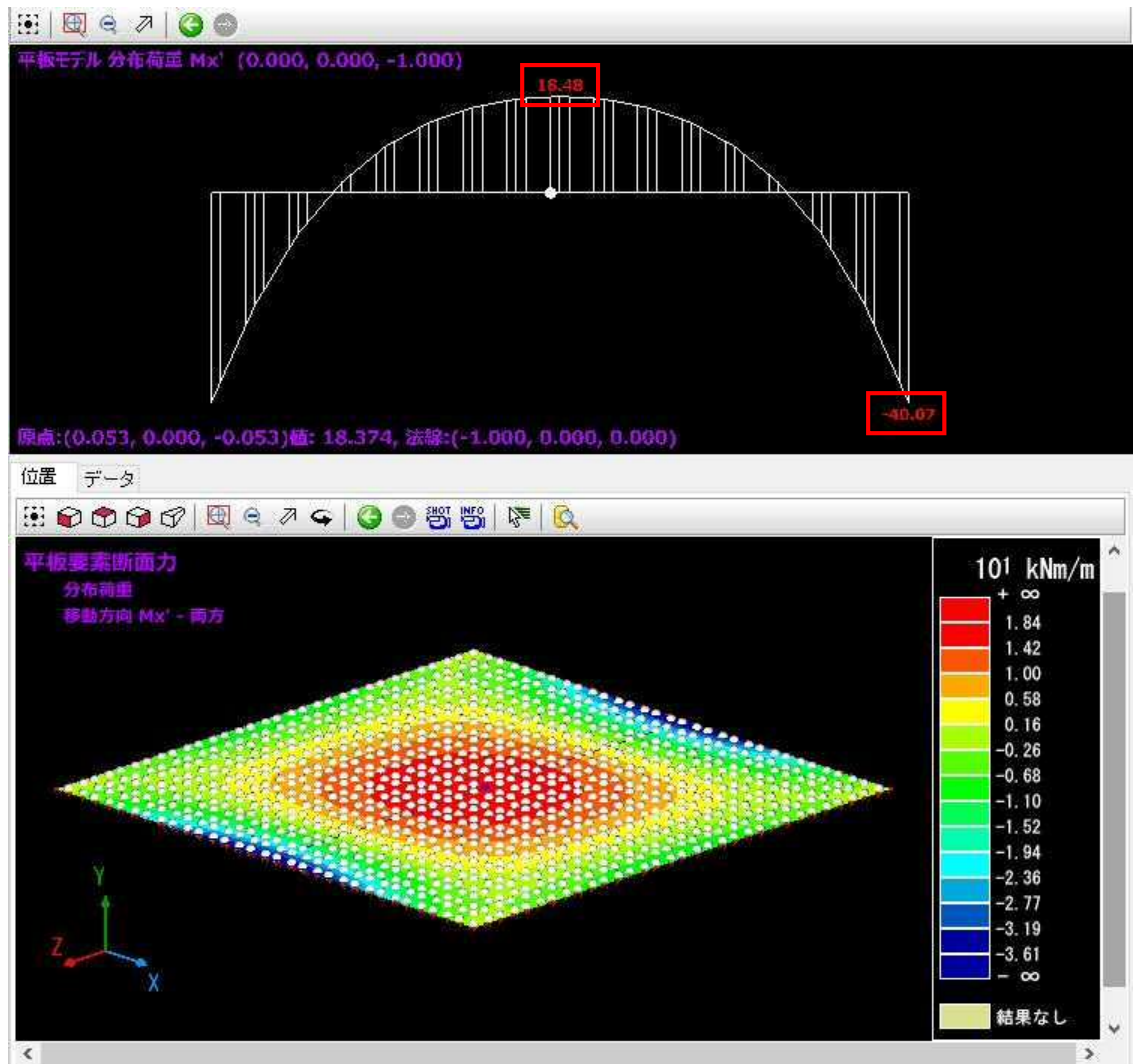 平板モデル 分布荷重 Mx' (0.000, 0.000, -1.000)
18.48
-40.07
原点:(0.053, 0.000, -0.053)値: 18.374, 法線:(-1.000, 0.000, 0.000)
位置 データ
SHOT INFO
平板要素断面力
分布荷重
移動方向 Mx' - 両方
10¹ kNm/m
+ ∞
1.84
1.42
1.00
0.58
0.16
-0.26
-0.68
-1.10
-1.52
-1.94
-2.36
-2.77
-3.19
-3.61
- ∞
結果なし
Y
Z
X